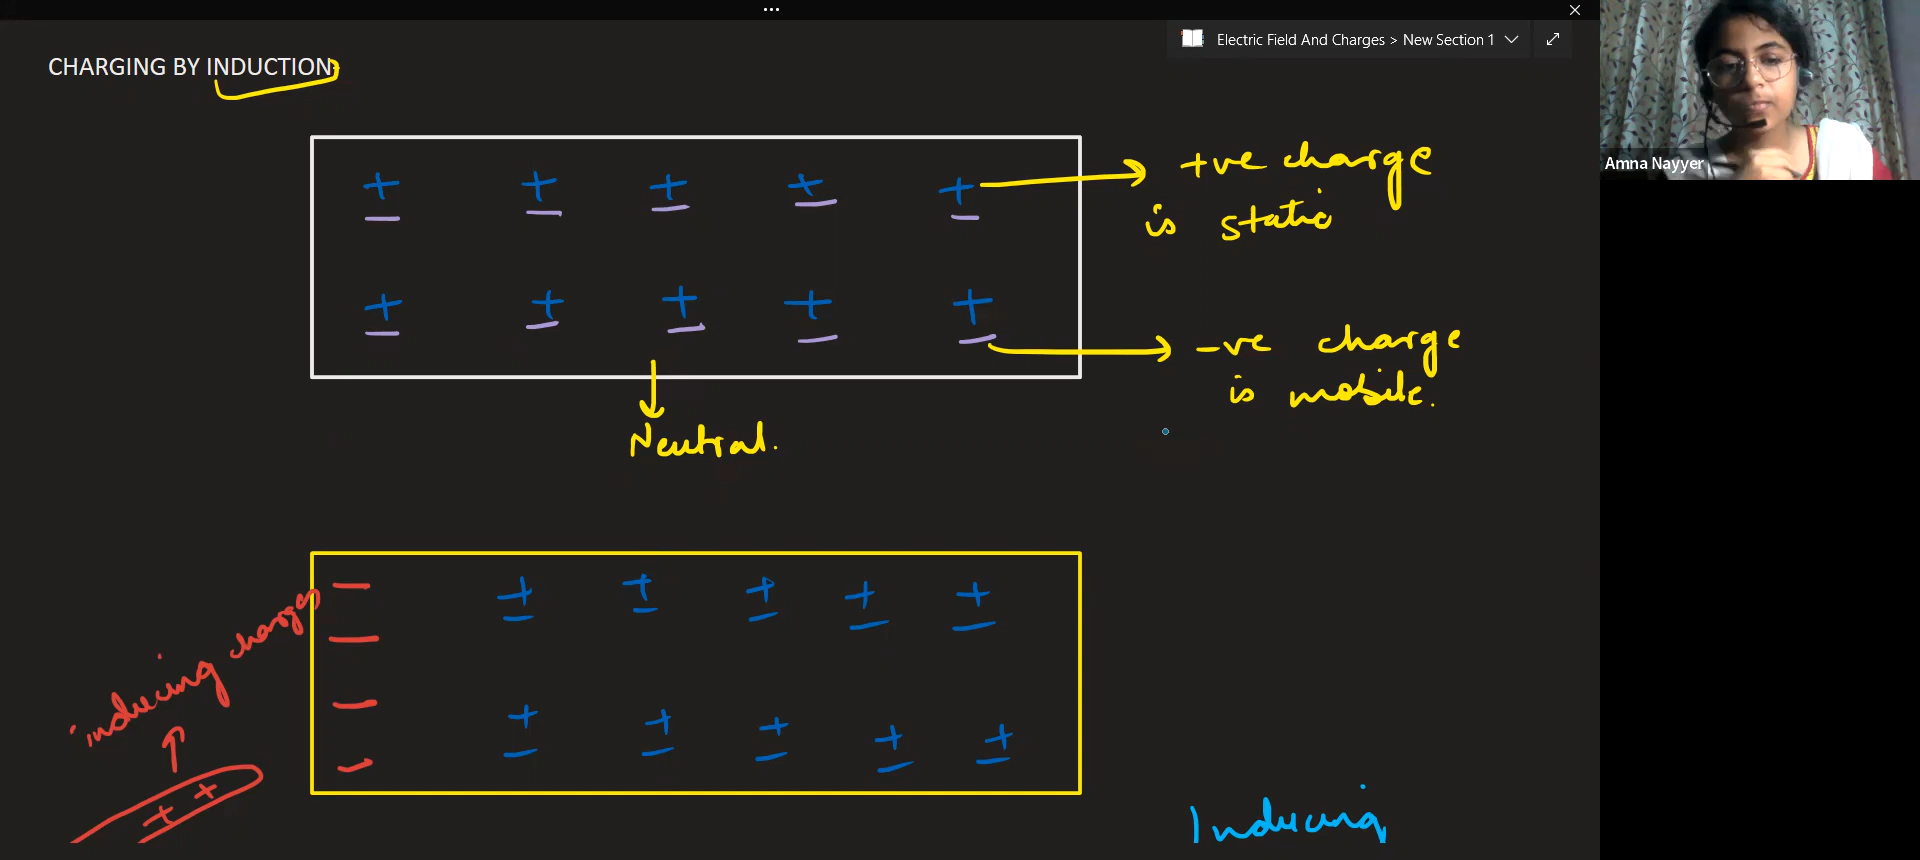 ...
Electric Field And Charges > New Section 1
CHARGING BY INDUCTION:
Amna Nayyer
+ + + + +
- - - - -
+ve charge
is static
+ + + + +
- - - - -
-ve charge
is mobile.
Neutral.
inducing charges
- + + + + +
- - - - -
-
- + + + + +
- - - - -
-
+ +
Inducing